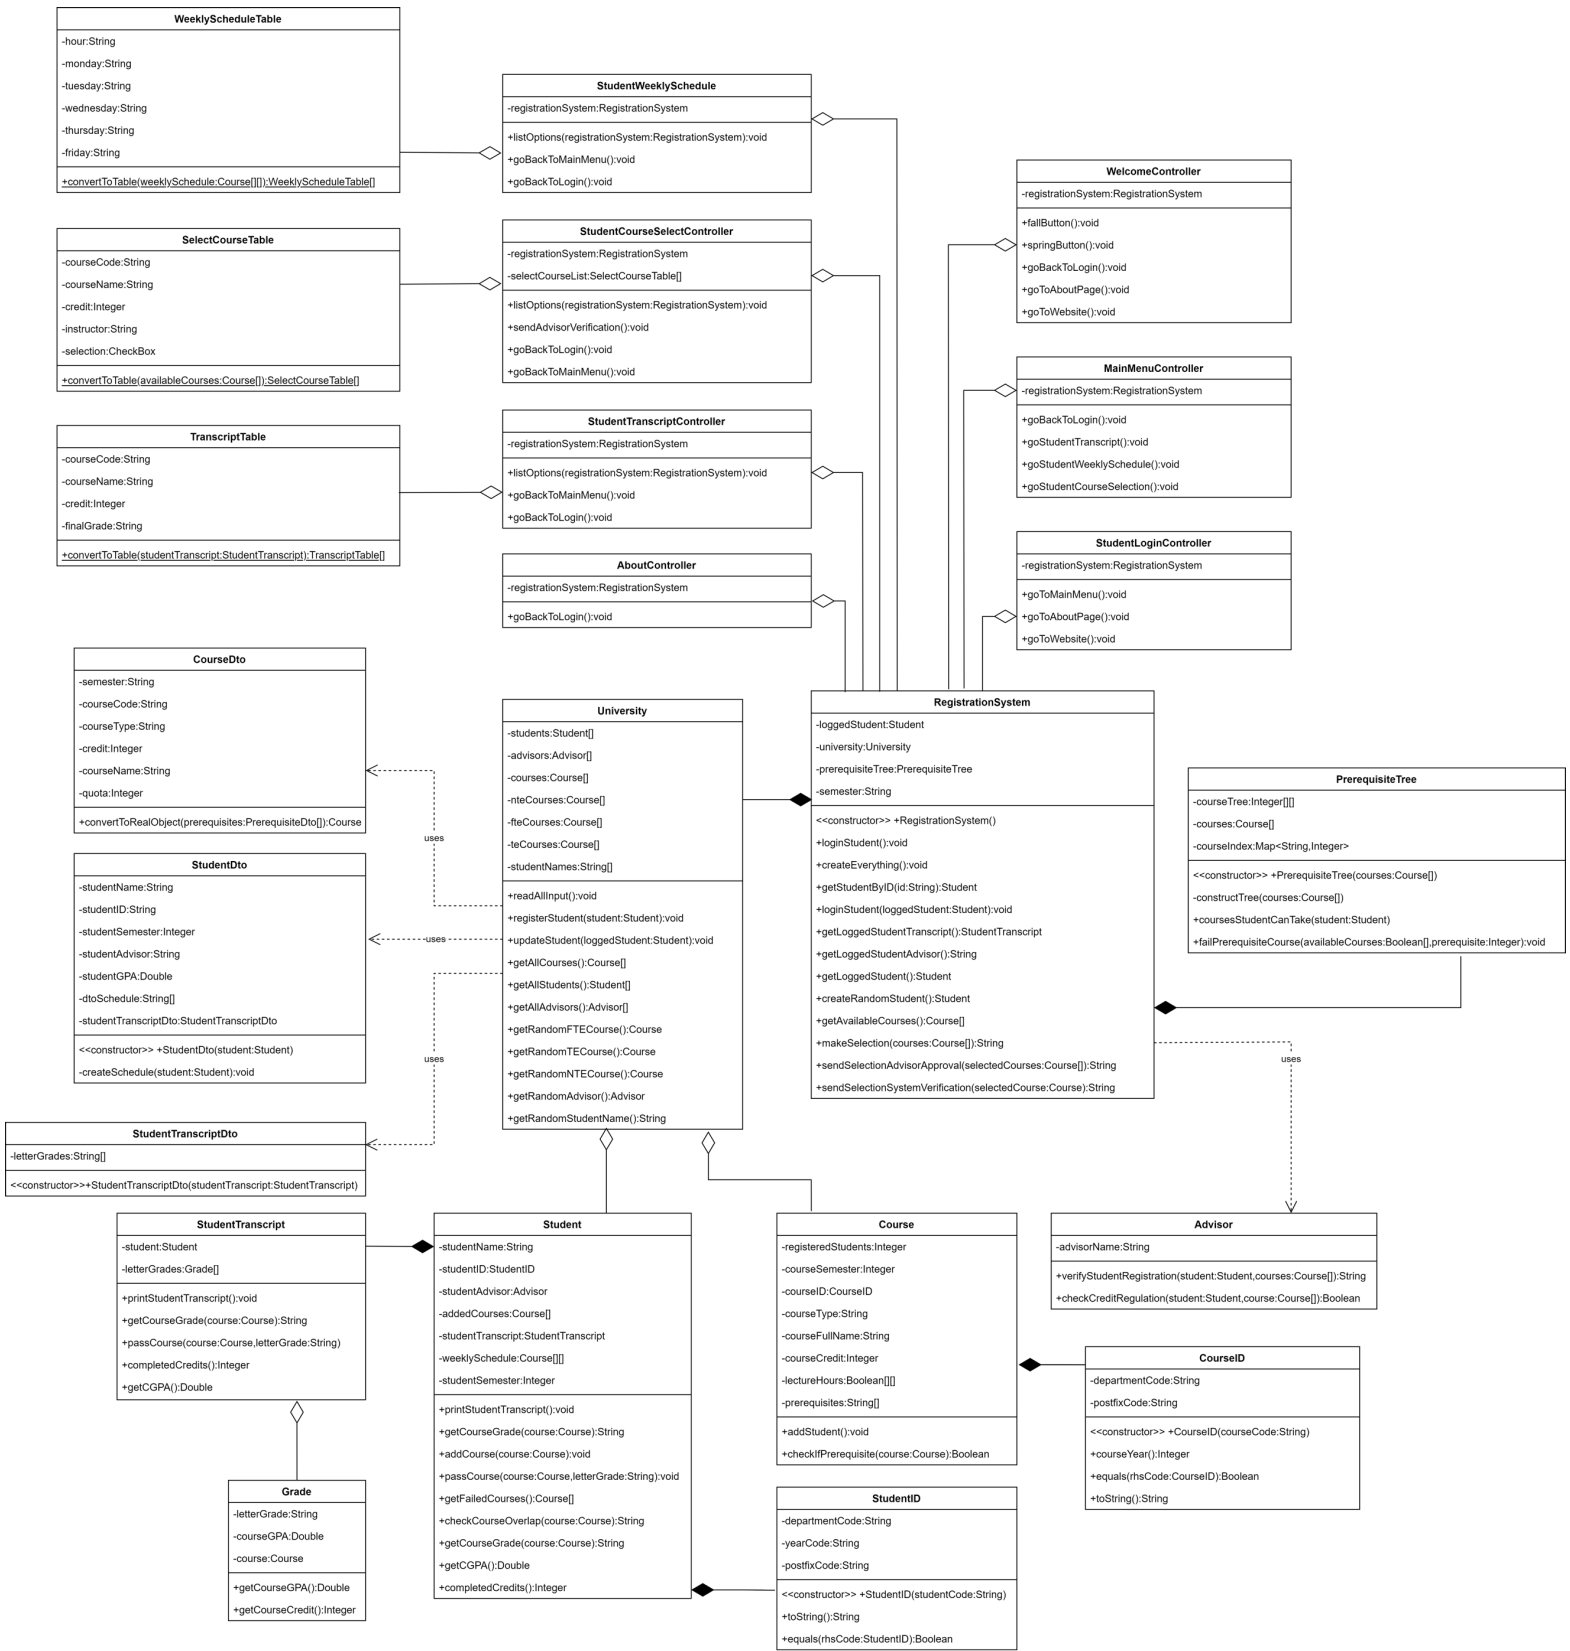 WeeklyScheduleTable
-hour:String
-monday:String
-tuesday:String
-wednesday:String
-thursday:String
-friday:String
+convertToTable(weeklySchedule:Course[][]):WeeklyScheduleTable[]
StudentWeeklySchedule
-registrationSystem:RegistrationSystem
+listOptions(registrationSystem:RegistrationSystem):void
+goBackToMainMenu():void
+goBackToLogin():void
WelcomeController
-registrationSystem:RegistrationSystem
+fallButton():void
+springButton():void
+goBackToLogin():void
+goToAboutPage():void
+goToWebsite():void
SelectCourseTable
-courseCode:String
-courseName:String
-credit:Integer
-instructor:String
-selection:CheckBox
+convertToTable(availableCourses:Course[]):SelectCourseTable[]
StudentCourseSelectController
-registrationSystem:RegistrationSystem
-selectCourseList:SelectCourseTable[]
+listOptions(registrationSystem:RegistrationSystem):void
+sendAdvisorVerification():void
+goBackToLogin():void
+goBackToMainMenu():void
MainMenuController
-registrationSystem:RegistrationSystem
+goBackToLogin():void
+goStudentTranscript():void
+goStudentWeeklySchedule():void
+goStudentCourseSelection():void
TranscriptTable
-courseCode:String
-courseName:String
-credit:Integer
-finalGrade:String
+convertToTable(studentTranscript:StudentTranscript):TranscriptTable[]
StudentTranscriptController
-registrationSystem:RegistrationSystem
+listOptions(registrationSystem:RegistrationSystem):void
+goBackToMainMenu():void
+goBackToLogin():void
AboutController
-registrationSystem:RegistrationSystem
+goBackToLogin():void
StudentLoginController
-registrationSystem:RegistrationSystem
+goToMainMenu():void
+goToAboutPage():void
+goToWebsite():void
CourseDto
-semester:String
-courseCode:String
-courseType:String
-credit:Integer
-courseName:String
-quota:Integer
+convertToRealObject(prerequisites:PrerequisiteDto[]):Course
uses
StudentDto
-studentName:String
-studentID:String
-studentSemester:Integer
-studentAdvisor:String
-studentGPA:Double
-dtoSchedule:String[]
-studentTranscriptDto:StudentTranscriptDto
<<constructor>> +StudentDto(student:Student)
-createSchedule(student:Student):void
uses
uses
StudentTranscriptDto
-letterGrades:String[]
<<constructor>>+StudentTranscriptDto(studentTranscript:StudentTranscript)
University
-students:Student[]
-advisors:Advisor[]
-courses:Course[]
-nteCourses:Course[]
-fteCourses:Course[]
-teCourses:Course[]
-studentNames:String[]
+readAllInput():void
+registerStudent(student:Student):void
+updateStudent(loggedStudent:Student):void
+getAllCourses():Course[]
+getAllStudents():Student[]
+getAllAdvisors():Advisor[]
+getRandomFTECourse():Course
+getRandomTECourse():Course
+getRandomNTECourse():Course
+getRandomAdvisor():Advisor
+getRandomStudentName():String
RegistrationSystem
-loggedStudent:Student
-university:University
-prerequisiteTree:PrerequisiteTree
-semester:String
<<constructor>> +RegistrationSystem()
+loginStudent():void
+createEverything():void
+getStudentByID(id:String):Student
+loginStudent(loggedStudent:Student):void
+getLoggedStudentTranscript():StudentTranscript
+getLoggedStudentAdvisor():String
+getLoggedStudent():Student
+createRandomStudent():Student
+getAvailableCourses():Course[]
+makeSelection(courses:Course[]):String
+sendSelectionAdvisorApproval(selectedCourses:Course[]):String
+sendSelectionSystemVerification(selectedCourse:Course):String
PrerequisiteTree
-courseTree:Integer[][]
-courses:Course[]
-courseIndex:Map<String,Integer>
<<constructor>> +PrerequisiteTree(courses:Course[])
-constructTree(courses:Course[])
+coursesStudentCanTake(student:Student)
+failPrerequisiteCourse(availableCourses:Boolean[],prerequisite:Integer):void
uses
StudentTranscript
-student:Student
-letterGrades:Grade[]
+printStudentTranscript():void
+getCourseGrade(course:Course):String
+passCourse(course:Course,letterGrade:String)
+completedCredits():Integer
+getCGPA():Double
Student
-studentName:String
-studentID:StudentID
-studentAdvisor:Advisor
-addedCourses:Course[]
-studentTranscript:StudentTranscript
-weeklySchedule:Course[][]
-studentSemester:Integer
+printStudentTranscript():void
+getCourseGrade(course:Course):String
+addCourse(course:Course):void
+passCourse(course:Course,letterGrade:String):void
+getFailedCourses():Course[]
+checkCourseOverlap(course:Course):String
+getCourseGrade(course:Course):String
+getCGPA():Double
+completedCredits():Integer
Course
-registeredStudents:Integer
-courseSemester:Integer
-courseID:CourseID
-courseType:String
-courseFullName:String
-courseCredit:Integer
-lectureHours:Boolean[][]
-prerequisites:String[]
+addStudent():void
+checkIfPrerequisite(course:Course):Boolean
Advisor
-advisorName:String
+verifyStudentRegistration(student:Student,courses:Course[]):String
+checkCreditRegulation(student:Student,course:Course[]):Boolean
CourseID
-departmentCode:String
-postfixCode:String
<<constructor>> +CourseID(courseCode:String)
+courseYear():Integer
+equals(rhsCode:CourseID):Boolean
+toString():String
Grade
-letterGrade:String
-courseGPA:Double
-course:Course
+getCourseGPA():Double
+getCourseCredit():Integer
StudentID
-departmentCode:String
-yearCode:String
-postfixCode:String
<<constructor>> +StudentID(studentCode:String)
+toString():String
+equals(rhsCode:StudentID):Boolean